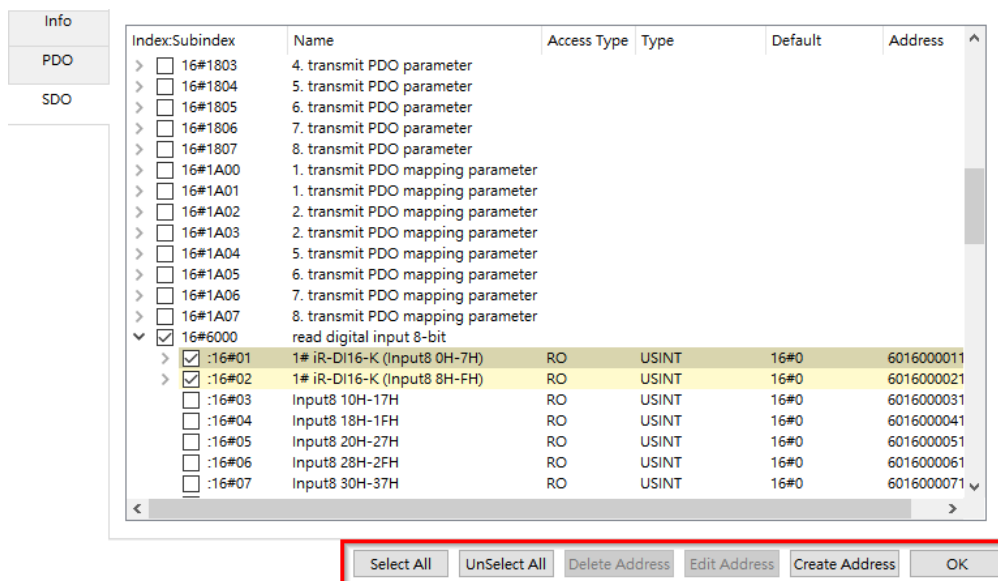 Info
PDO
SDO
Index:Subindex Name Access Type Type Default Address
16#1803 4. transmit PDO parameter
16#1804 5. transmit PDO parameter
16#1805 6. transmit PDO parameter
16#1806 7. transmit PDO parameter
16#1807 8. transmit PDO parameter
16#1A00 1. transmit PDO mapping parameter
16#1A01 1. transmit PDO mapping parameter
16#1A02 2. transmit PDO mapping parameter
16#1A03 2. transmit PDO mapping parameter
16#1A04 5. transmit PDO mapping parameter
16#1A05 6. transmit PDO mapping parameter
16#1A06 7. transmit PDO mapping parameter
16#1A07 8. transmit PDO mapping parameter
16#6000 read digital input 8-bit
:16#01 1# iR-DI16-K (Input8 0H-7H) RO USINT 16#0 6016000011
:16#02 1# iR-DI16-K (Input8 8H-FH) RO USINT 16#0 6016000021
:16#03 Input8 10H-17H RO USINT 16#0 6016000031
:16#04 Input8 18H-1FH RO USINT 16#0 6016000041
:16#05 Input8 20H-27H RO USINT 16#0 6016000051
:16#06 Input8 28H-2FH RO USINT 16#0 6016000061
:16#07 Input8 30H-37H RO USINT 16#0 6016000071
Select All UnSelect All Delete Address Edit Address Create Address OK